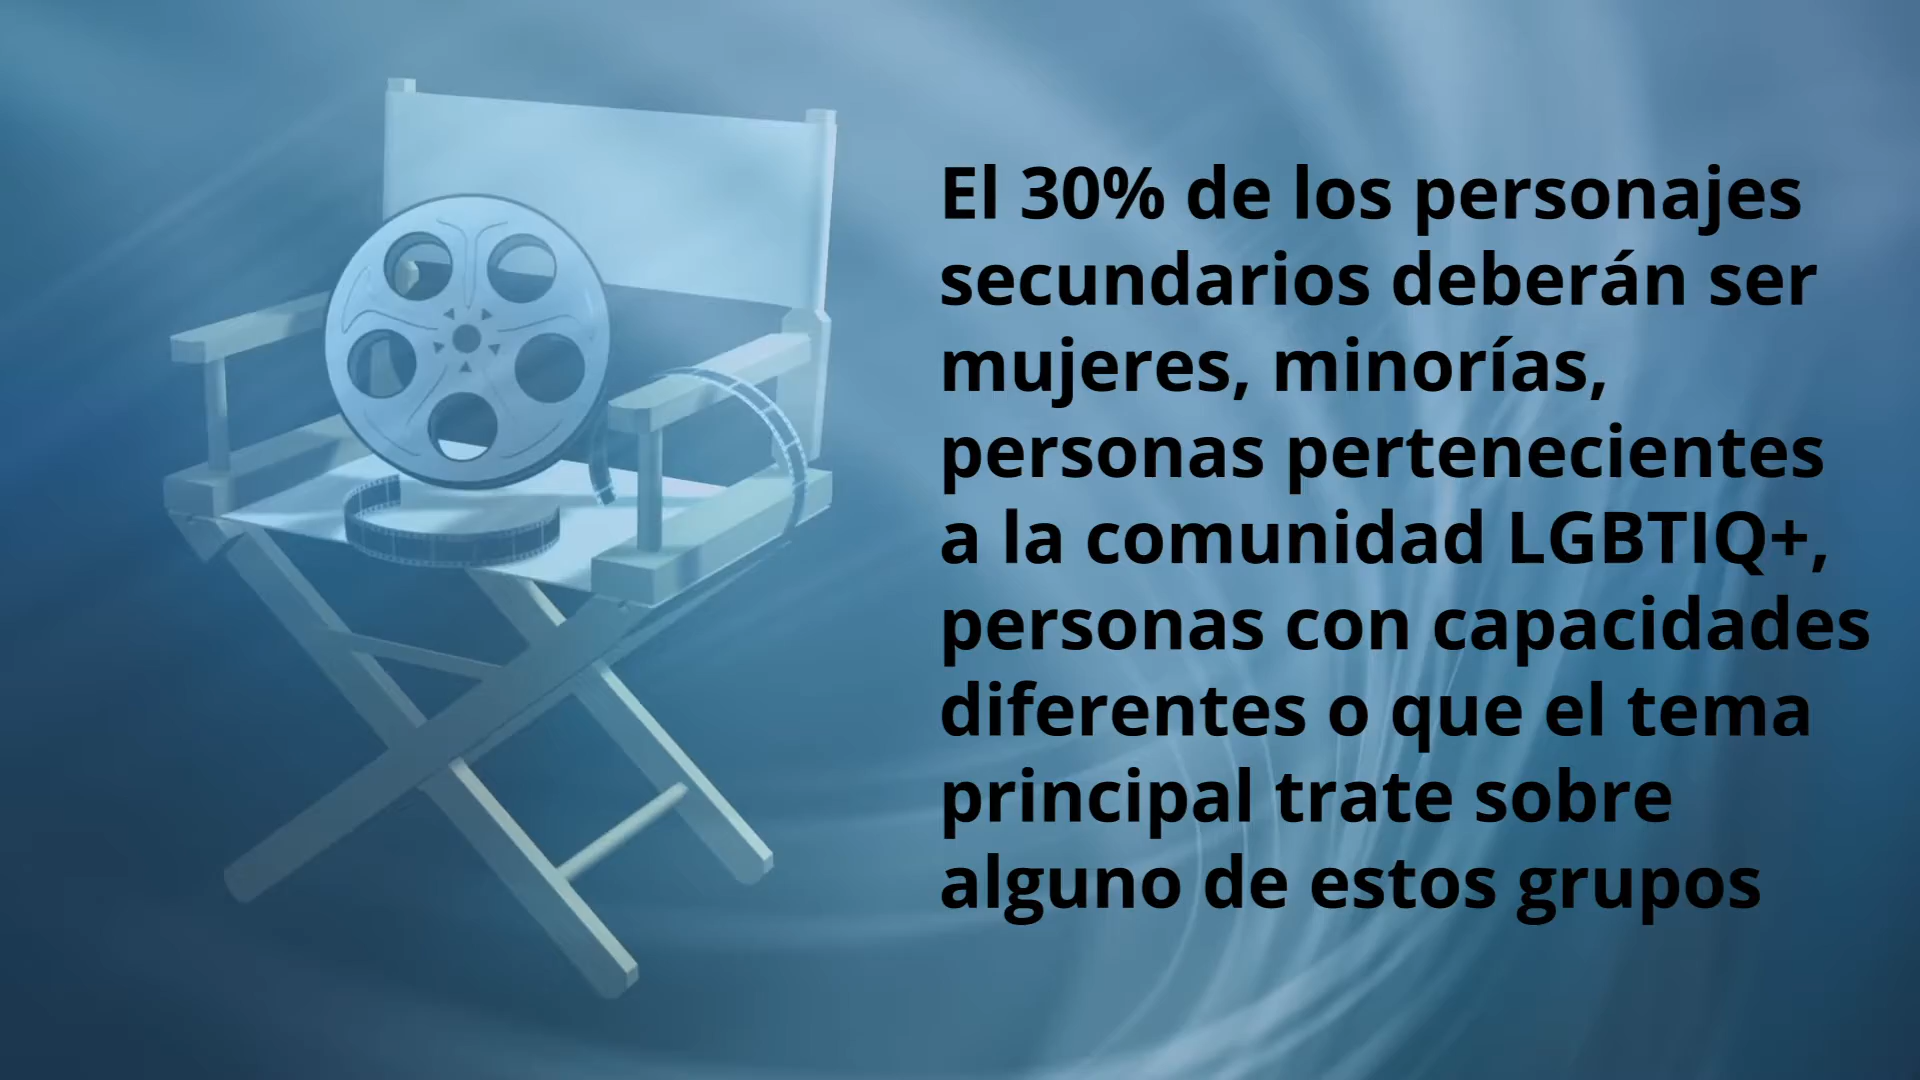 El 30% de los personajes
secundarios deberán ser
mujeres, minorías,
personas pertenecientes
a la comunidad LGBTIQ+,
personas con capacidades
diferentes o que el tema
principal trate sobre
alguno de estos grupos